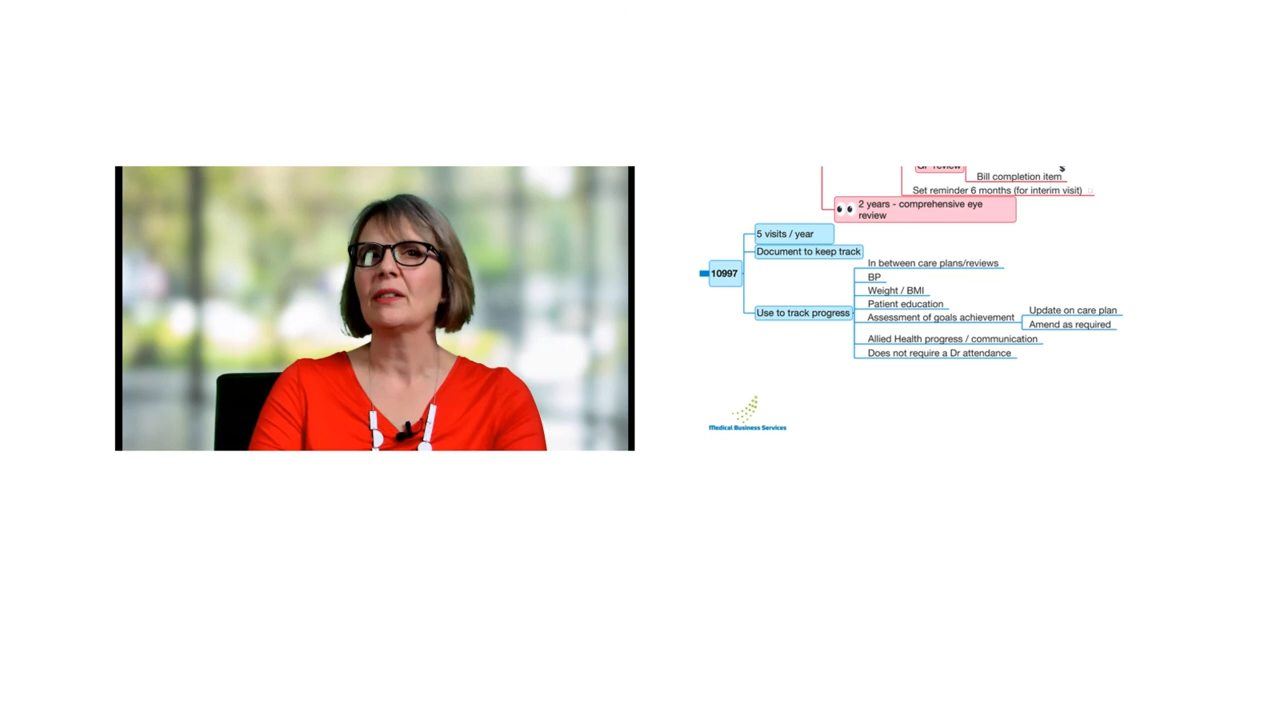 GP review
$
Bill completion item
Set reminder 6 months (for interim visit)
2 years - comprehensive eye
review
5 visits / year
Document to keep track
10997
In between care plans/reviews
BP
Weight / BMI
Patient education
Use to track progress
Assessment of goals achievement
Update on care plan
Amend as required
Allied Health progress / communication
Does not require a Dr attendance
Medical Business Services